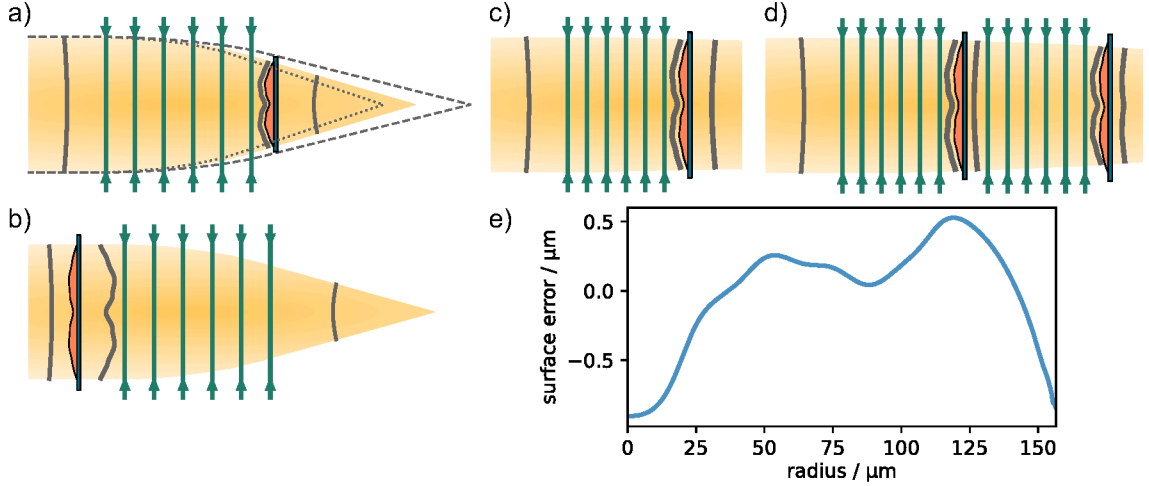 a)
c)
d)
b)
e)
0.5
0.0
−0.5
surface error / μm
0 25 50 75 100 125 150
radius / μm